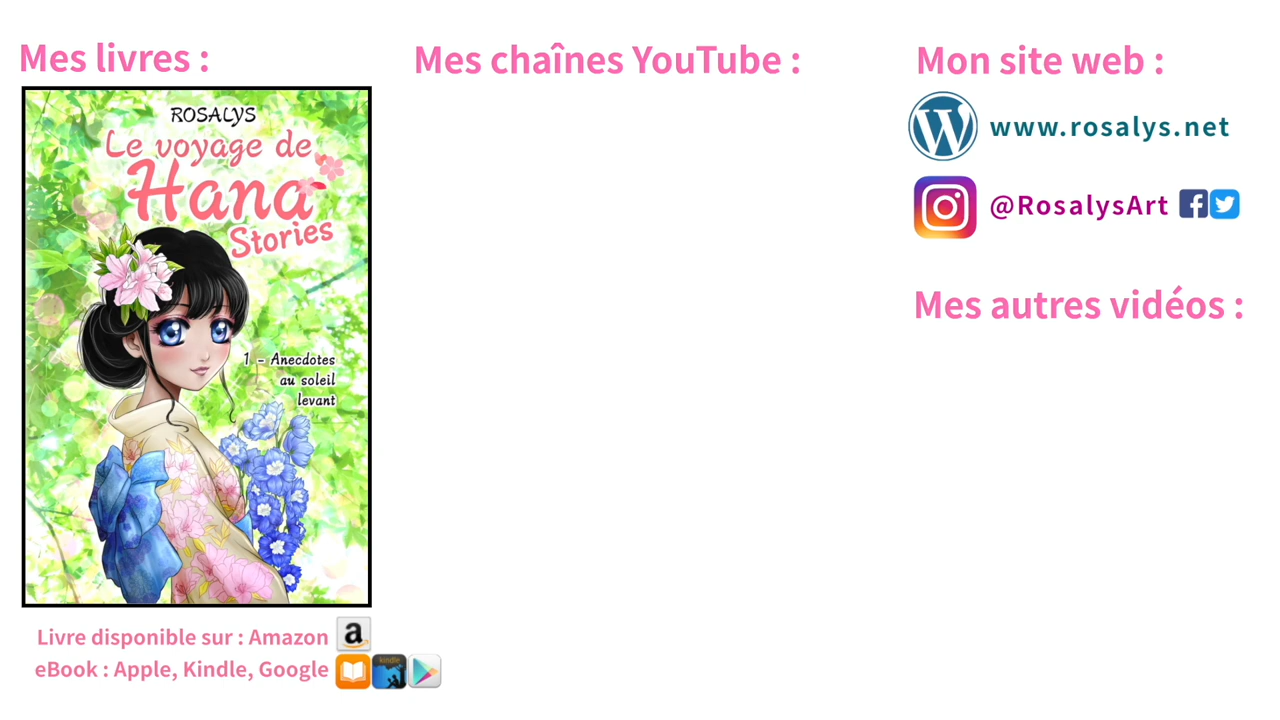 Mes livres :
ROSALYS
Le voyage de
Hana
Stories
1 - Anecdotes
au soleil
levant
Livre disponible sur : Amazon
eBook : Apple, Kindle, Google
a
kindle
Mes chaînes YouTube :
Mon site web :
www.rosalys.net
@RosalysArt
Mes autres vidéos :